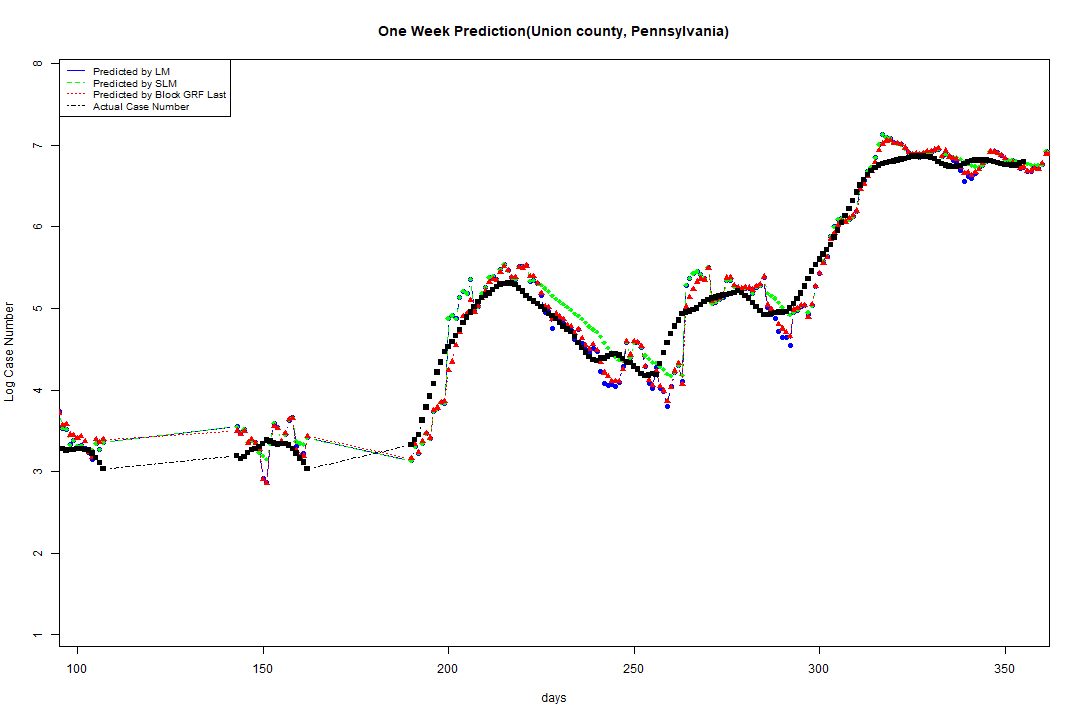 One Week Prediction(Union county, Pennsylvania)
8
Predicted by LM
Predicted by SLM
Predicted by Block GRF Last
Actual Case Number
7
6
5
4
3
2
1
Log Case Number
100 150 200 250 300 350
days